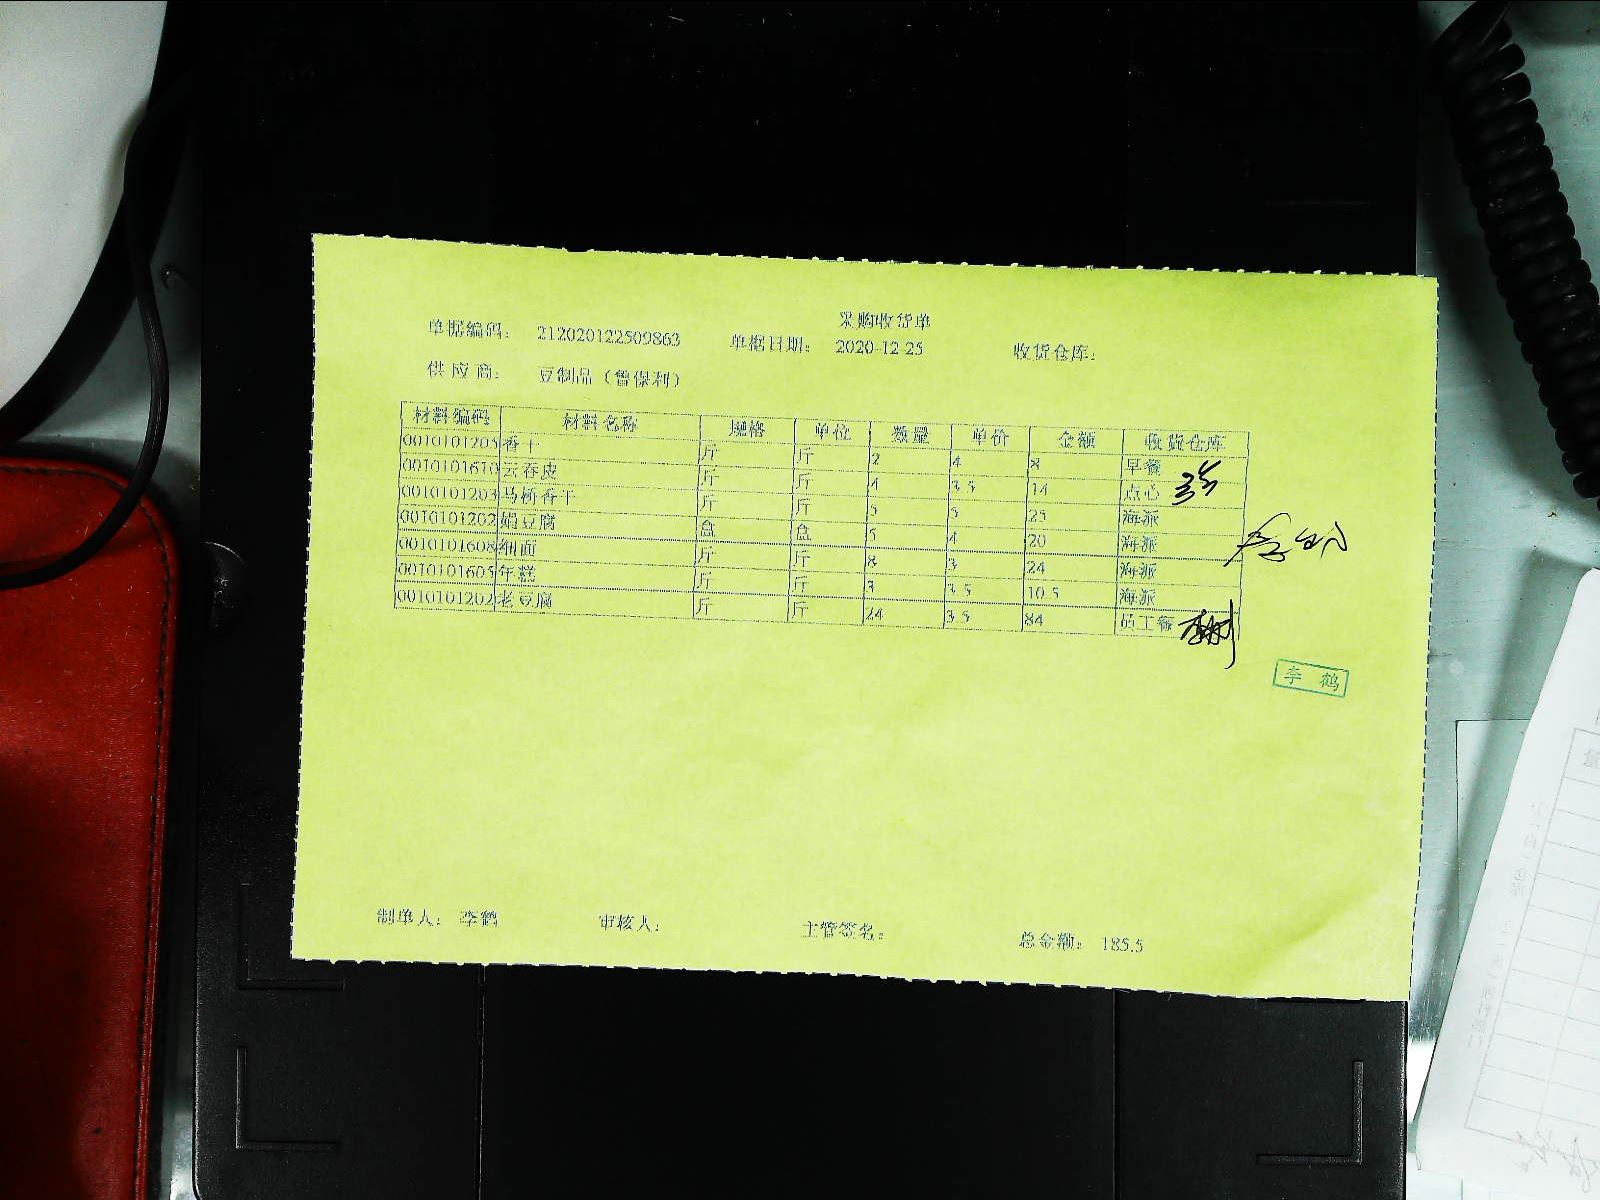 采购收货单
单据编码： 212020122509863 单据日期： 2020-12-25 收货仓库：
供应商： 豆制品（曾保利）
材料编码 材料名称 规格 单位 数量 单价 金额 收货仓库
0010101205 香干 斤 斤 2 4 8 早餐
0010101610 云吞皮 斤 斤 4 3.5 14 点心
0010101203 马桥香干 斤 斤 5 5 25 海派
0010101202 绢豆腐 盒 盒 5 4 20 海派
0010101608 细面 斤 斤 8 3 24 海派
0010101605 年糕 斤 斤 3 3.5 10.5 海派
0010101202 老豆腐 斤 斤 24 3.5 84 员工餐
李 鹤
制单人： 李鹤 审核人： 主管签名： 总金额： 185.5